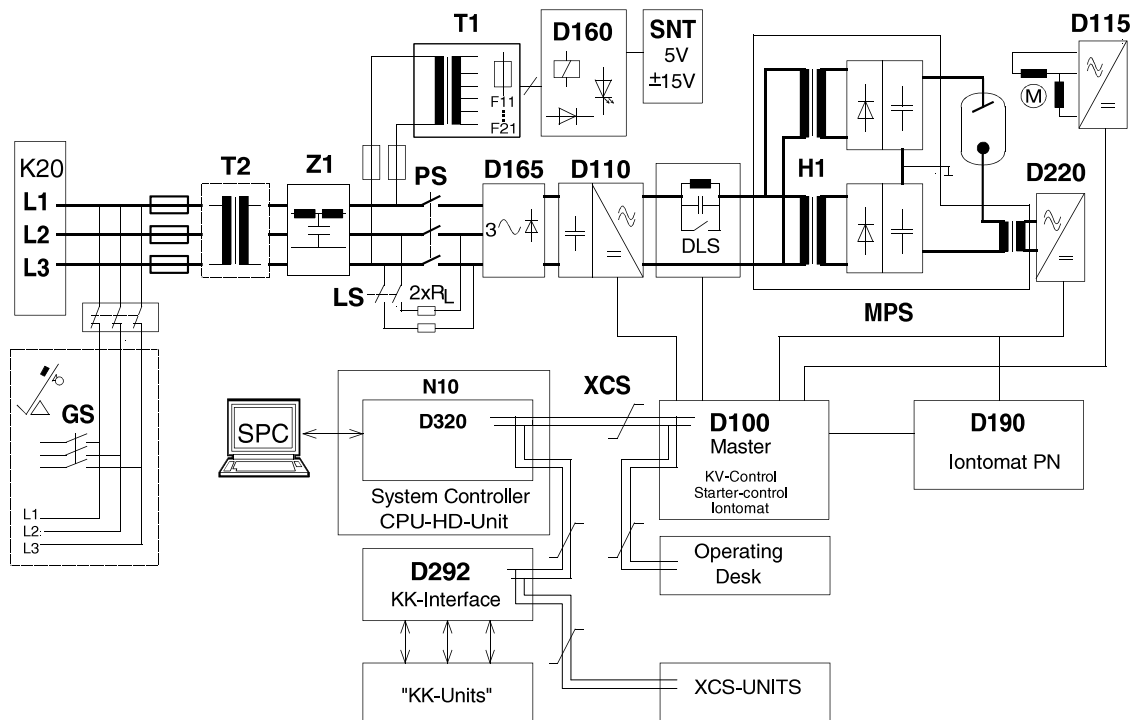 T1
D160
SNT
5V
±15V
F11
F21
D115
M
K20
L1
L2
L3
T2
Z1
PS
D165
3
D110
DLS
H1
D220
LS
2xRL
MPS
GS
L1
L2
L3
SPC
N10
D320
System Controller
CPU-HD-Unit
XCS
D100
Master
KV-Control
Starter-control
Iontomat
D190
Iontomat PN
Operating
Desk
D292
KK-Interface
"KK-Units"
XCS-UNITS